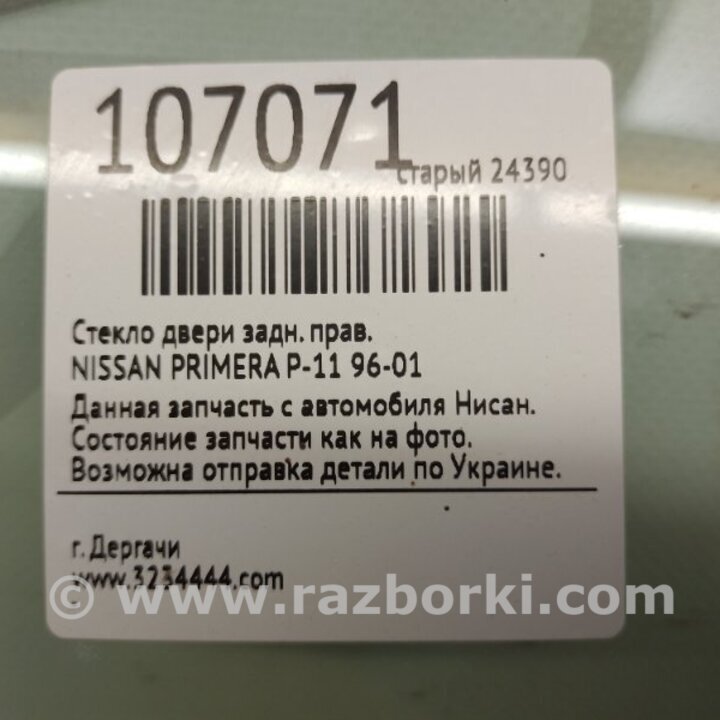 107071
старый 24390
Стекло двери задн. прав.
NISSAN PRIMERA P-11 96-01
Данная запчасть с автомобиля Нисан.
Состояние запчасти как на фото.
Возможна отправка детали по Украине.
г. Дергачи
www.3234444.com
© www.razborki.com